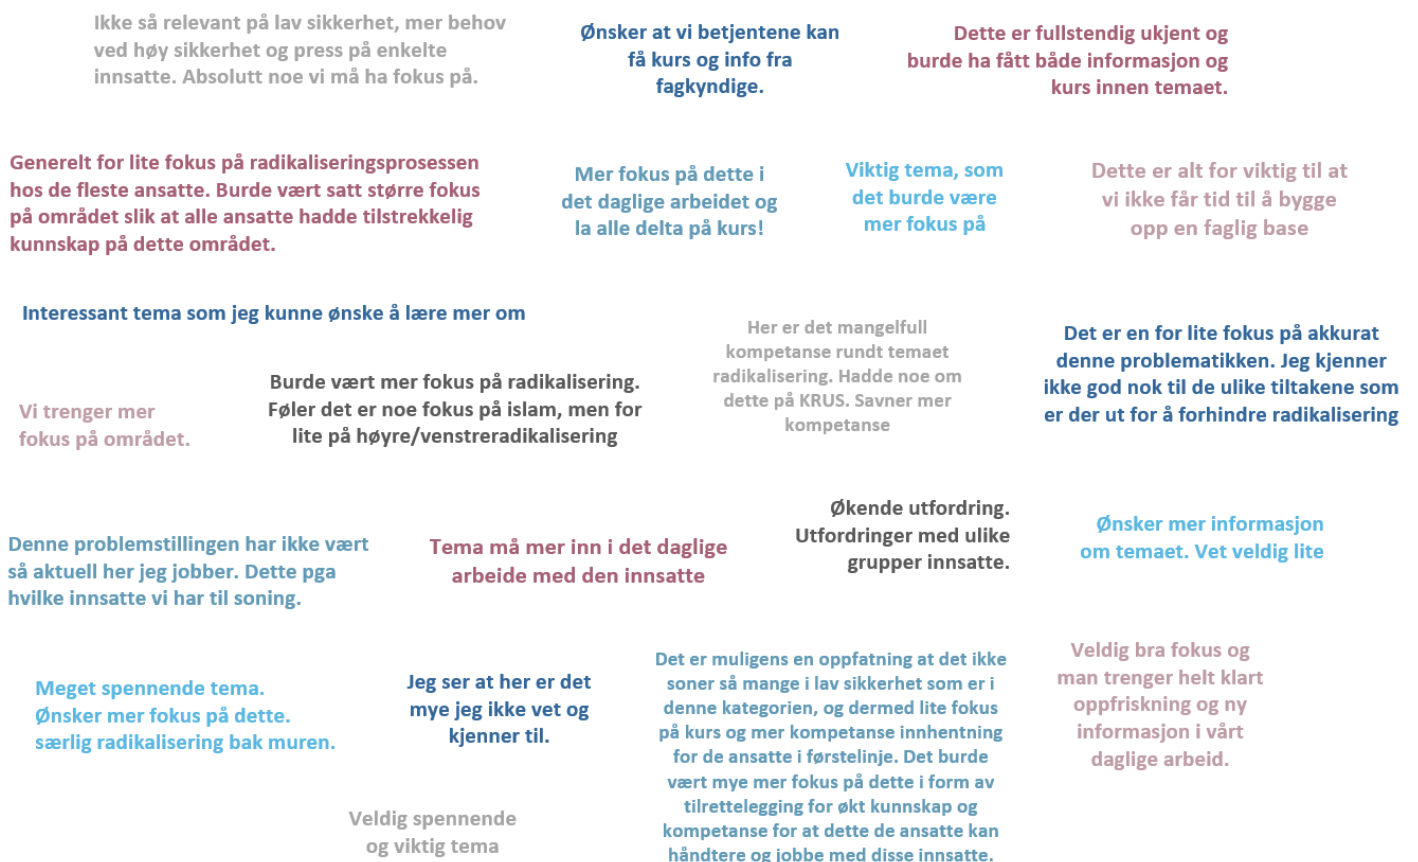 Ikke så relevant på lav sikkerhet, mer behov
ved høy sikkerhet og press på enkelte
innsatte. Absolutt noe vi må ha fokus på.
Ønsker at vi betjentene kan
få kurs og info fra
fagkyndige.
Dette er fullstendig ukjent og
burde ha fått både informasjon og
kurs innen temaet.
Generelt for lite fokus på radikaliseringsprosessen
hos de fleste ansatte. Burde vært satt større fokus
på området slik at alle ansatte hadde tilstrekkelig
kunnskap på dette området.
Mer fokus på dette i
det daglige arbeidet og
la alle delta på kurs!
Viktig tema, som
det burde være
mer fokus på
Dette er alt for viktig til at
vi ikke får tid til å bygge
opp en faglig base
Interessant tema som jeg kunne ønske å lære mer om
Her er det mangelfull
kompetanse rundt temaet
radikalisering. Hadde noe om
dette på KRUS. Savner mer
kompetanse
Det er en for lite fokus på akkurat
denne problematikken. Jeg kjenner
ikke god nok til de ulike tiltakene som
er der ut for å forhindre radikalisering
Burde vært mer fokus på radikalisering.
Føler det er noe fokus på islam, men for
lite på høyre/venstreradikalisering
Vi trenger mer
fokus på området.
Økende utfordring.
Utfordringer med ulike
grupper innsatte.
Ønsker mer informasjon
om temaet. Vet veldig lite
Denne problemstillingen har ikke vært
så aktuell her jeg jobber. Dette pga
hvilke innsatte vi har til soning.
Tema må mer inn i det daglige
arbeide med den innsatte
Meget spennende tema.
Ønsker mer fokus på dette.
særlig radikalisering bak muren.
Jeg ser at her er det
mye jeg ikke vet og
kjenner til.
Det er muligens en oppfatning at det ikke
soner så mange i lav sikkerhet som er i
denne kategorien, og dermed lite fokus
på kurs og mer kompetanse innhentning
for de ansatte i førstelinje. Det burde
vært mye mer fokus på dette i form av
tilrettelegging for økt kunnskap og
kompetanse for at dette de ansatte kan
håndtere og jobbe med disse innsatte.
Veldig bra fokus og
man trenger helt klart
oppfriskning og ny
informasjon i vårt
daglige arbeid.
Veldig spennende
og viktig tema